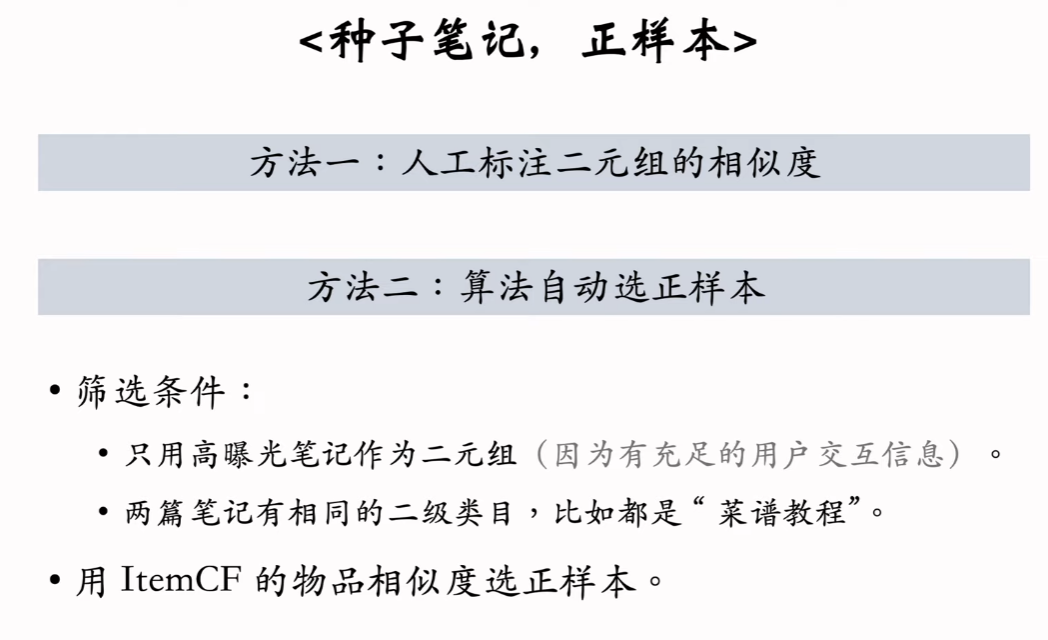 <种子笔记，正样本>
方法一：人工标注二元组的相似度
方法二：算法自动选正样本
• 筛选条件：
• 只用高曝光笔记作为二元组（因为有充足的用户交互信息）。
• 两篇笔记有相同的二级类目，比如都是“菜谱教程”。
• 用 ItemCF 的物品相似度选正样本。